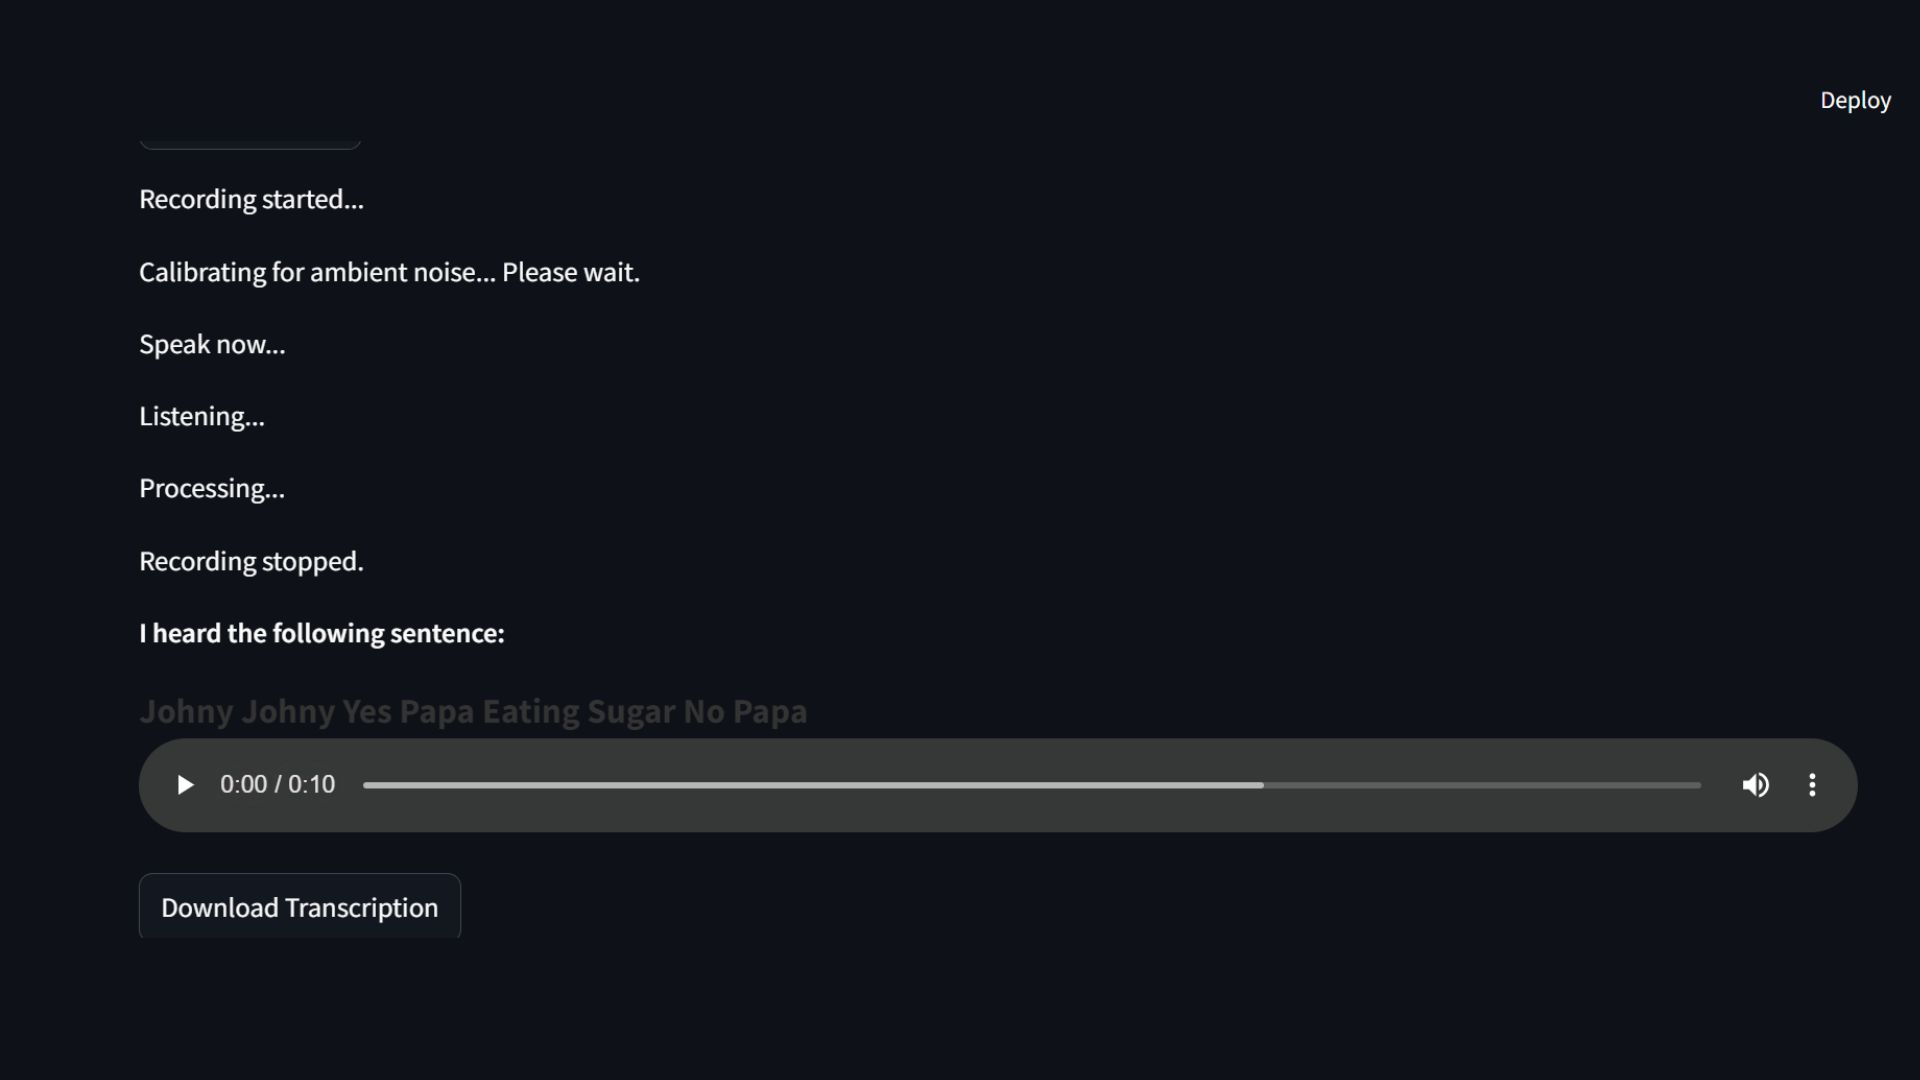 Deploy
Recording started...
Calibrating for ambient noise... Please wait.
Speak now...
Listening...
Processing...
Recording stopped.
I heard the following sentence:
Johny Johny Yes Papa Eating Sugar No Papa
0:00 / 0:10
Download Transcription